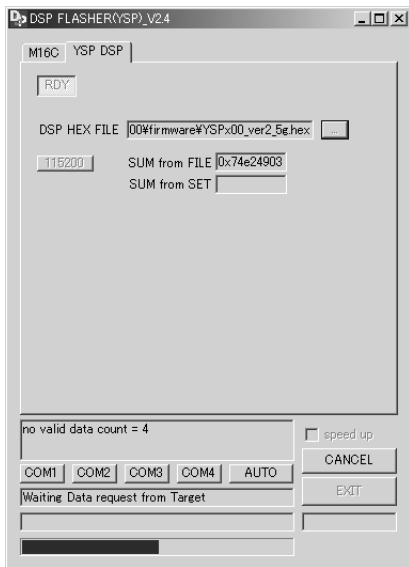 DSP FLASHER(YSP)_V2.4
M16C YSP DSP
RDY
DSP HEX FILE 00¥firmware¥YSPx00_ver2_5g.hex ...
115200 SUM from FILE 0x74e24903
SUM from SET
no valid data count = 4
speed up
CANCEL
COM1 COM2 COM3 COM4 AUTO
Waiting Data request from Target
EXIT